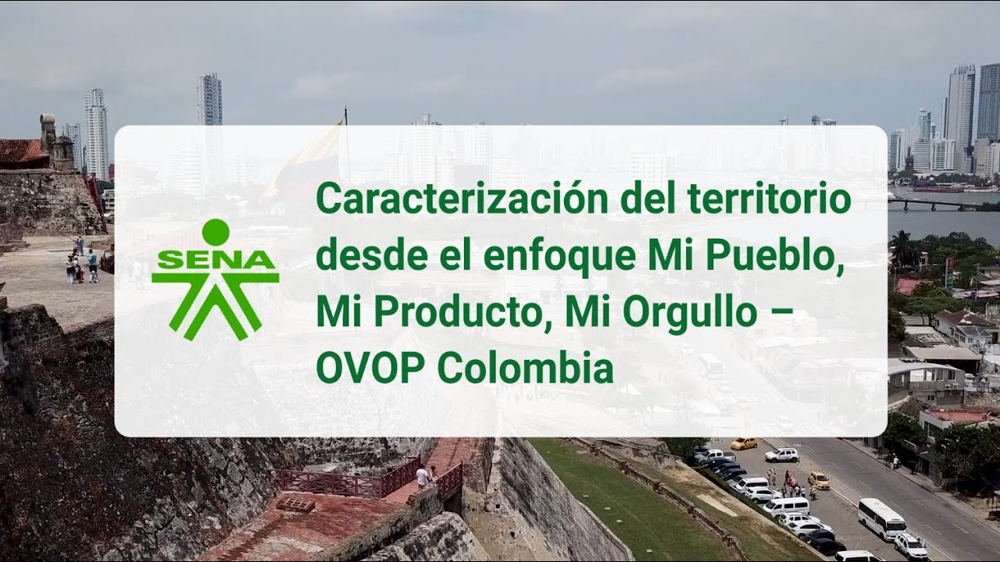 SENA
Caracterización del territorio
desde el enfoque Mi Pueblo,
Mi Producto, Mi Orgullo –
OVOP Colombia